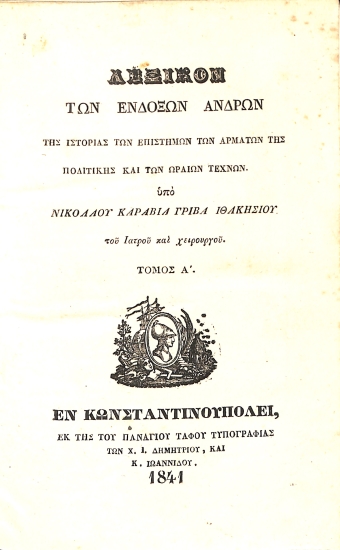 ΛΕΞΙΚΟΝ
ΤΩΝ ΕΝΔΟΞΩΝ ΑΝΔΡΩΝ
ΤΗΣ ΙΣΤΟΡΙΑΣ ΤΩΝ ΕΠΙΣΤΗΜΩΝ ΤΩΝ ΑΡΜΑΤΩΝ ΤΗΣ
ΠΟΛΙΤΙΚΗΣ ΚΑΙ ΤΩΝ ΩΡΑΙΩΝ ΤΕΧΝΩΝ.
ὑπὸ
ΝΙΚΟΛΑΟΥ ΚΑΡΑΒΙΑ ΓΡΙΒΑ ΙΘΑΚΗΣΙΟΥ
τοῦ Ιατροῦ καὶ χειρουργοῦ.
ΤΟΜΟΣ Α΄.
ΕΝ ΚΩΝΣΤΑΝΤΙΝΟΥΠΟΛΕΙ,
ΕΚ ΤΗΣ ΤΟΥ ΠΑΝΑΓΙΟΥ ΤΑΦΟΥ ΤΥΠΟΓΡΑΦΙΑΣ
ΤΩΝ Χ. Ι. ΔΗΜΗΤΡΙΟΥ, ΚΑΙ
Κ. ΙΩΑΝΝΙΔΟΥ.
1841